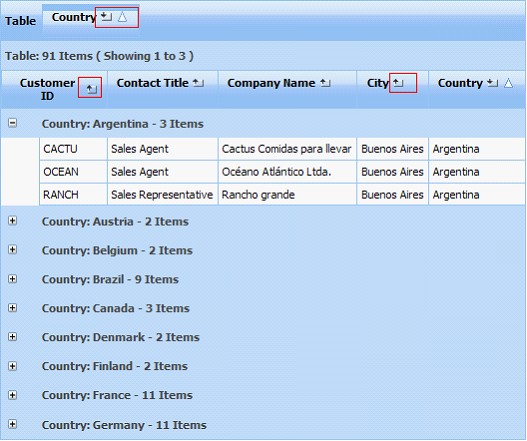 Table Country
Table: 91 Items ( Showing 1 to 3 )
Customer ID Contact Title Company Name City Country
Country: Argentina - 3 Items
CACTU Sales Agent Cactus Comidas para llevar Buenos Aires Argentina
OCEAN Sales Agent Océano Atlántico Ltda. Buenos Aires Argentina
RANCH Sales Representative Rancho grande Buenos Aires Argentina
Country: Austria - 2 Items
Country: Belgium - 2 Items
Country: Brazil - 9 Items
Country: Canada - 3 Items
Country: Denmark - 2 Items
Country: Finland - 2 Items
Country: France - 11 Items
Country: Germany - 11 Items